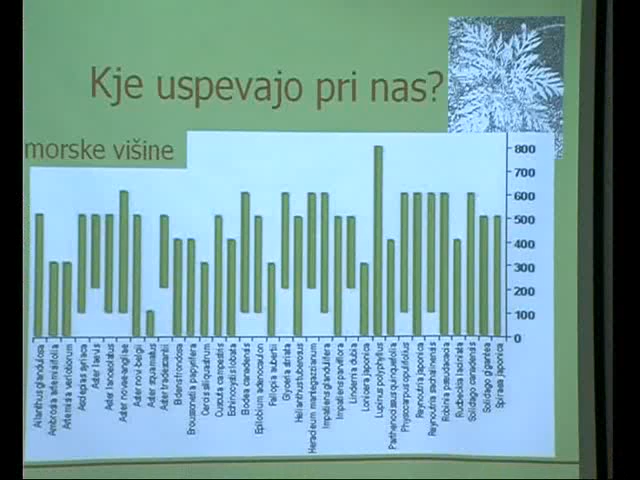 Kje uspevajo pri nas?
morske višine
800
700
600
500
400
300
200
100
0
Ailanthus glandulosa
Ambrosia artemisiifolia
Artemisia verlotiorum
Asclepias syriaca
Aster laevis
Aster lanceolatus
Aster novae-angliae
Aster novi-belgii
Aster squamatus
Aster tradescantii
Bidens frondosa
Broussonetia papyrifera
Cercis siliquastrum
Cuscuta campestris
Echinocystis lobata
Elodea canadensis
Epilobium adenocaulon
Fallopia aubertii
Glyceria striata
Helianthus tuberosus
Heracleum mantegazzianum
Impatiens glandulifera
Impatiens parviflora
Lindernia dubia
Lonicera japonica
Lupinus polyphyllus
Parthenocissus quinquefolia
Physocarpus opulifolius
Reynoutria japonica
Reynoutria sachalinensis
Robinia pseudacacia
Rudbeckia laciniata
Solidago canadensis
Solidago gigantea
Spiraea japonica